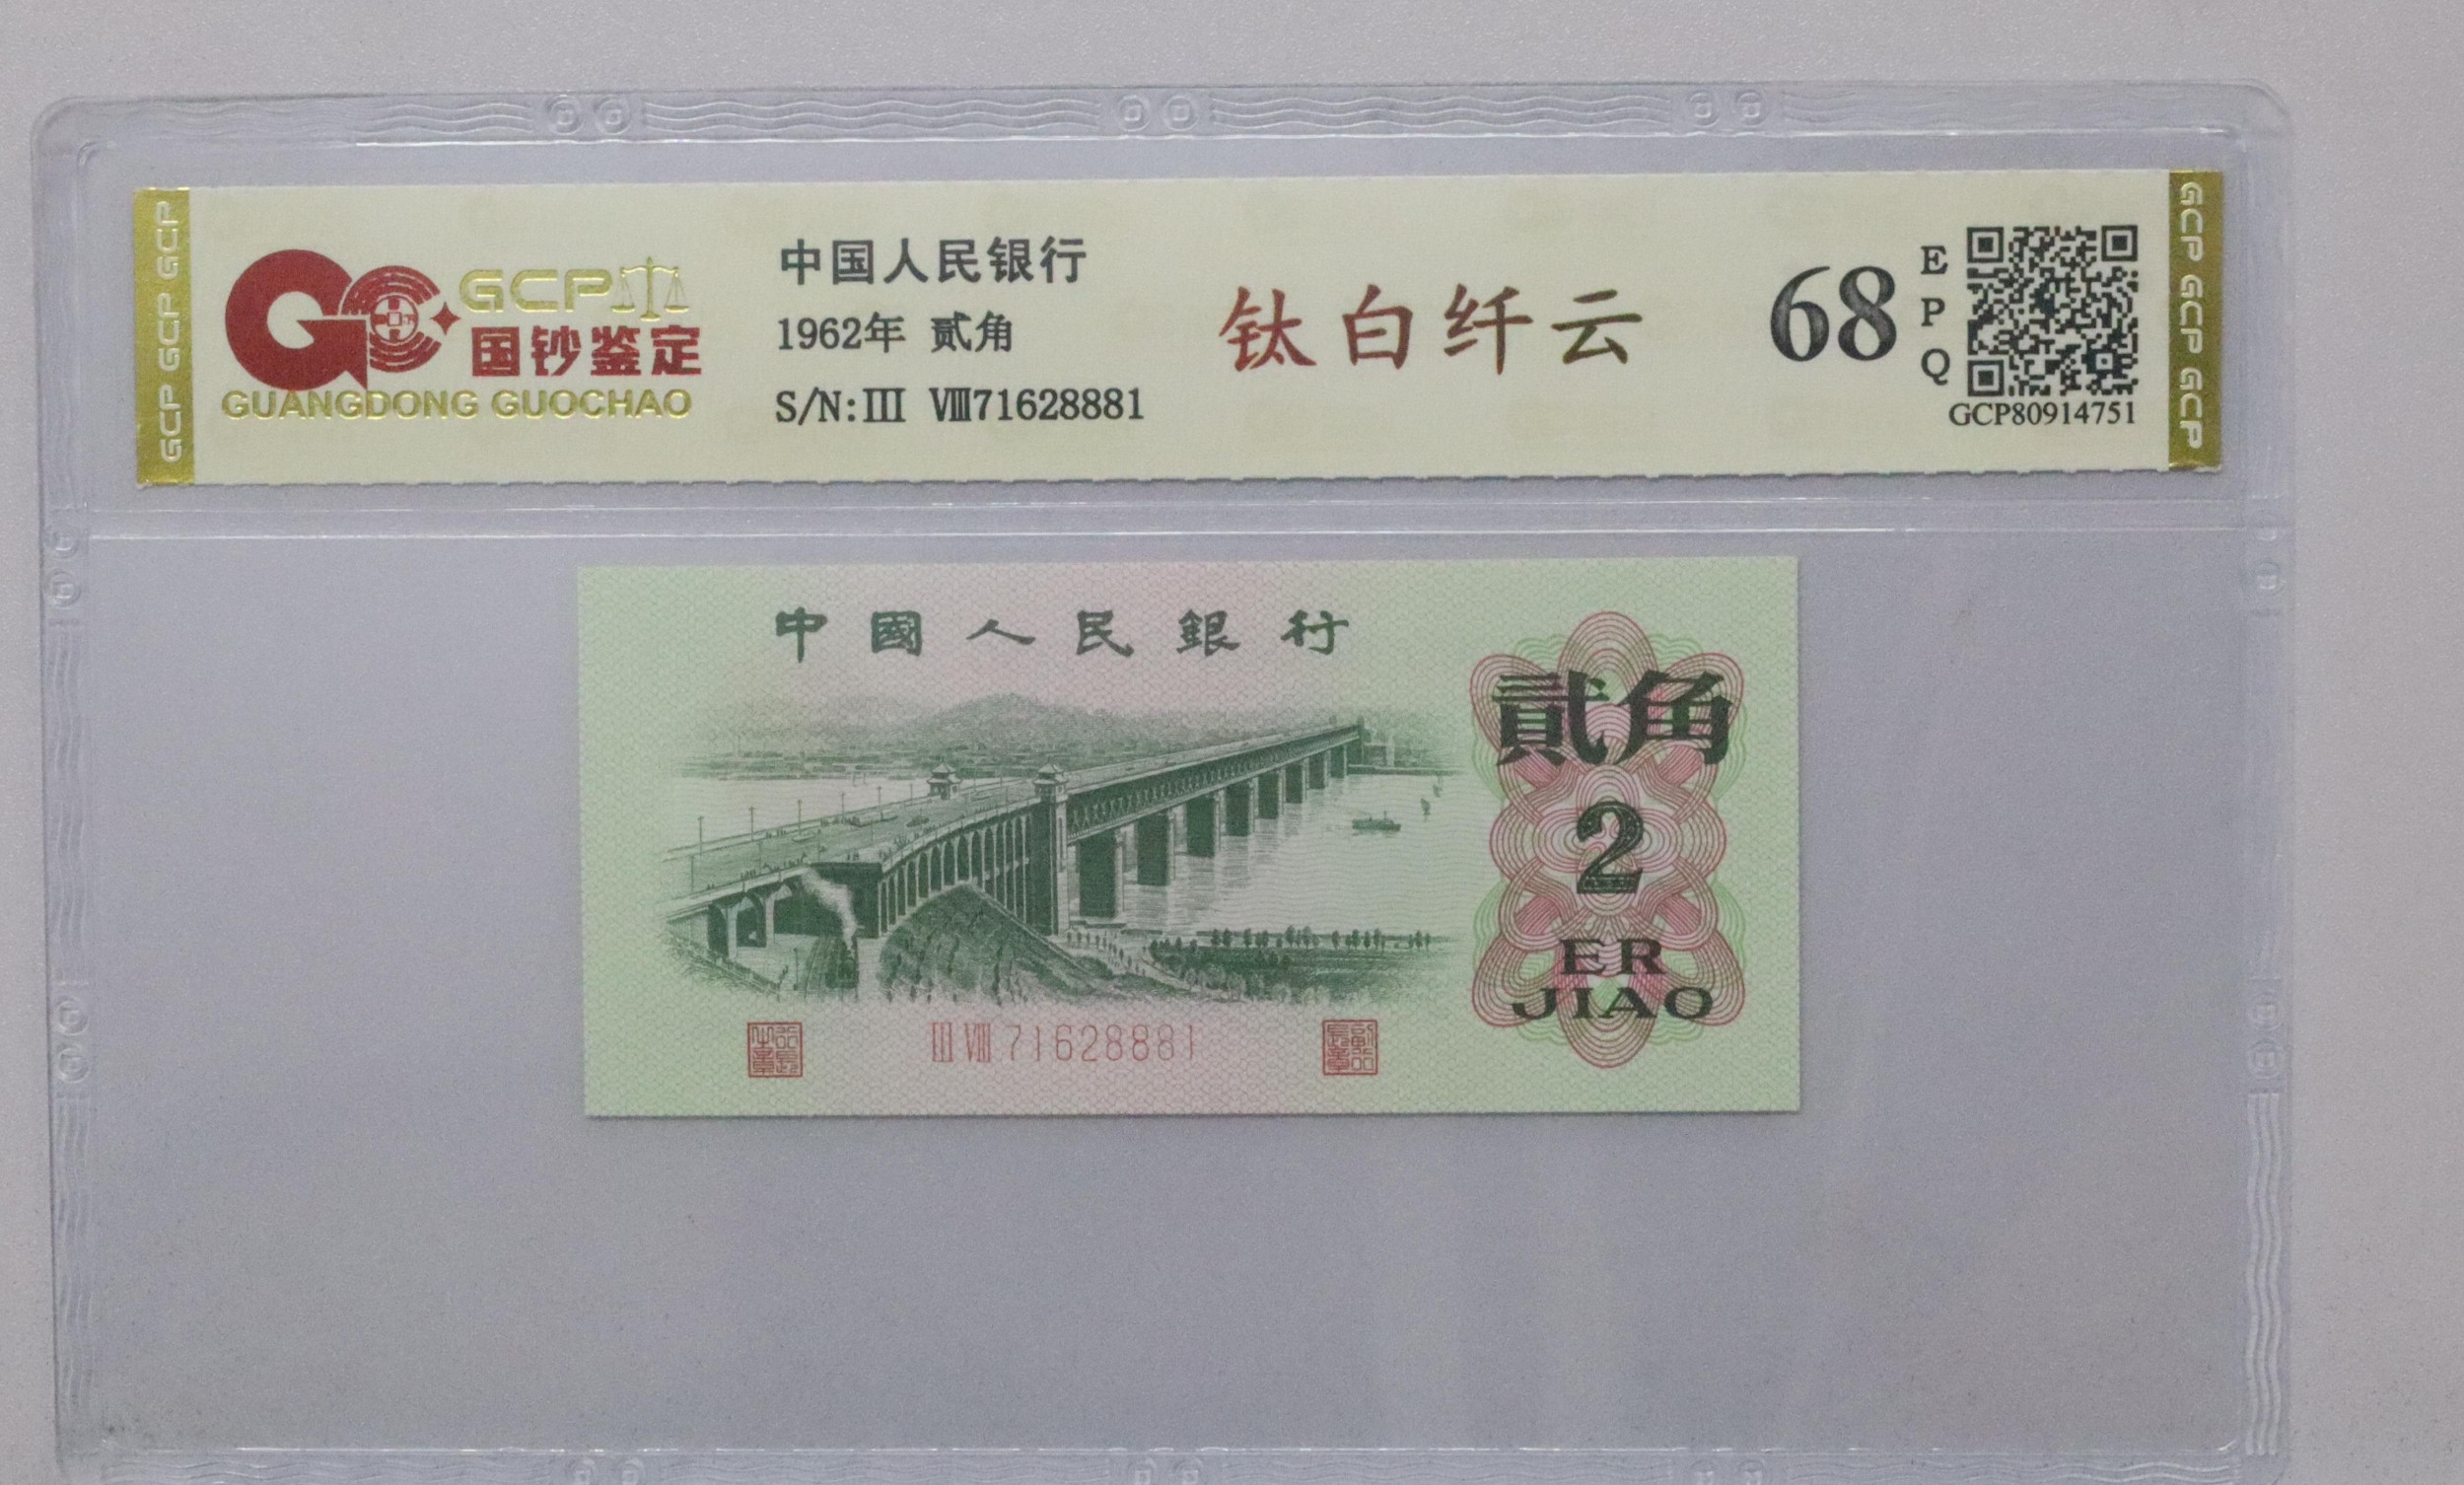 GCP GCP GCP
GCP
国钞鉴定
GUANGDONG GUOCHAO
中国人民银行
1962年 贰角
S/N:III VIII71628881
钛白纤云
68
E
P
Q
GCP80914751
GCP GCP GCP
中國人民銀行
貳角
2
ER
JIAO
III VIII 71628881